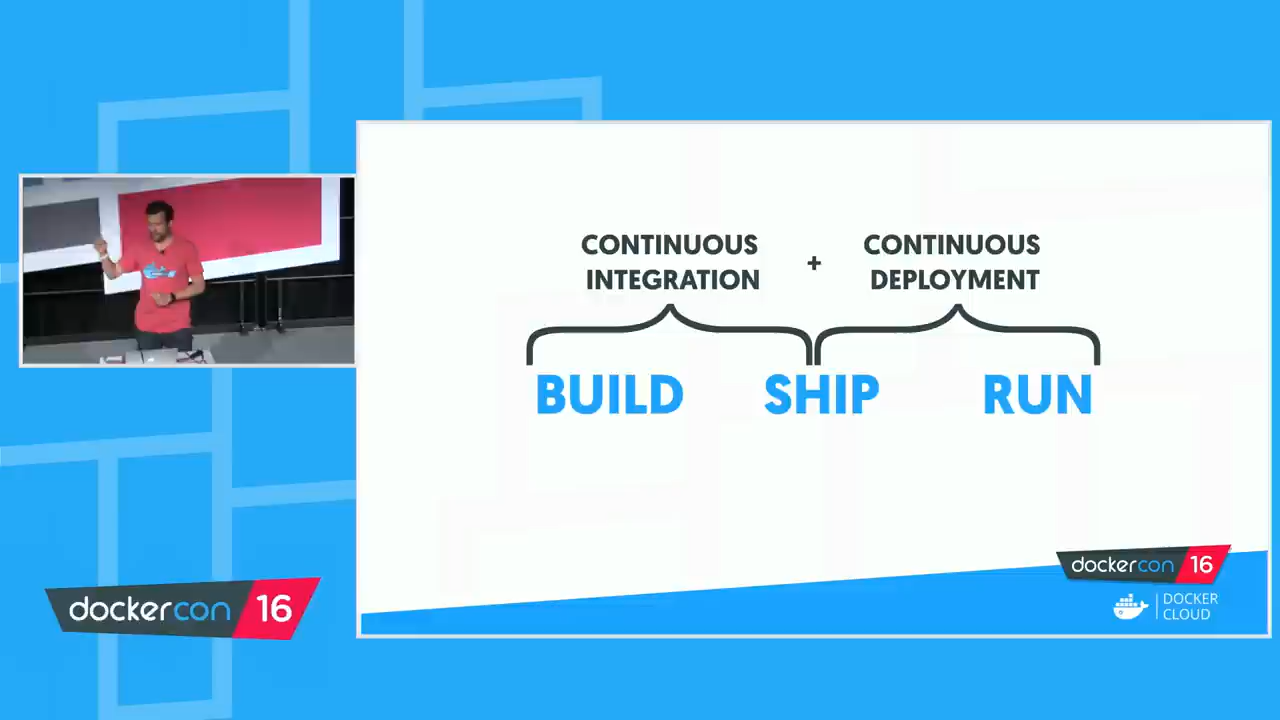 CONTINUOUS
INTEGRATION
+
CONTINUOUS
DEPLOYMENT
BUILD
SHIP
RUN
dockercon 16
DOCKER
CLOUD
dockercon 16